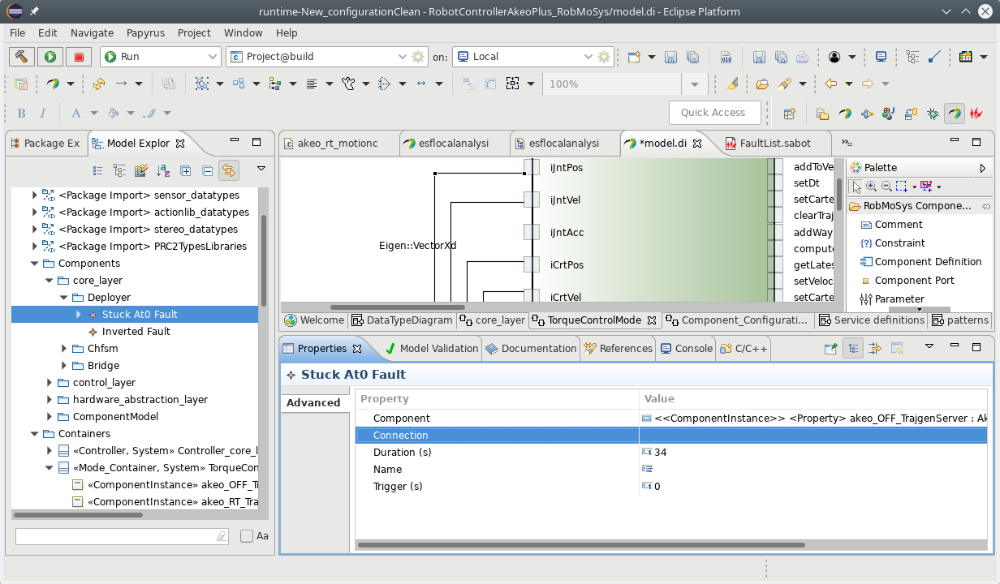 runtime-New_configurationClean - RobotControllerAkeoPlus_RobMoSys/model.di - Eclipse Platform
File Edit Navigate Papyrus Project Window Help
Run Project@build on: Local
100%
B I A Quick Access
Package Ex Model Explor
<Package Import> sensor_datatypes
<Package Import> actionlib_datatypes
<Package Import> stereo_datatypes
<Package Import> PRC2TypesLibraries
Components
core_layer
Deployer
Stuck At0 Fault
Inverted Fault
Chfsm
Bridge
control_layer
hardware_abstraction_layer
ComponentModel
Containers
«Controller, System» Controller_core_l
«Mode_Container, System» TorqueCon
«ComponentInstance» akeo_OFF_T
«ComponentInstance» akeo_RT_Tra
Aa
akeo_rt_motionc esflocalanalysi esflocalanalysi *model.di FaultList.sabot
iJntPos
iJntVel
iJntAcc
Eigen::VectorXd
iCrtPos
iCrtVel
addToVe
setDt
setCarte
clearTraj
addWay
compute
getLates
setVeloc
setCarte
Palette
RobMoSys Compone...
Comment
Constraint
Component Definition
Component Port
Parameter
Welcome DataTypeDiagram core_layer TorqueControlMode Component_Configurati... Service definitions patterns
Properties Model Validation Documentation References Console C/C++
Stuck At0 Fault
Advanced
Property Value
Component <<ComponentInstance>> <Property> akeo_OFF_TrajgenServer : Ak
Connection
Duration (s) 34
Name
Trigger (s) 0